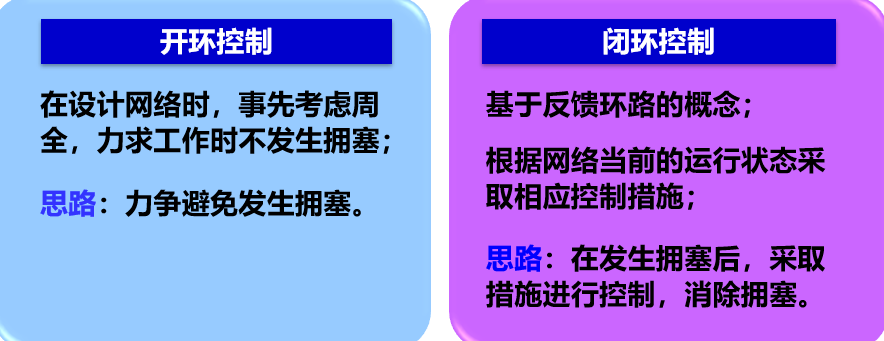 开环控制
在设计网络时，事先考虑周
全，力求工作时不发生拥塞；
思路：力争避免发生拥塞。
闭环控制
基于反馈环路的概念；
根据网络当前的运行状态采
取相应控制措施；
思路：在发生拥塞后，采取
措施进行控制，消除拥塞。